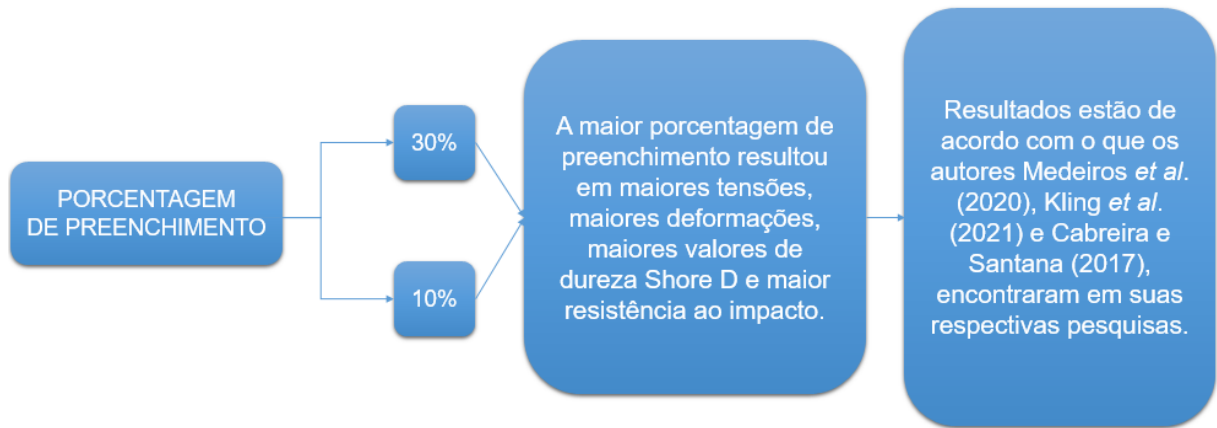 PORCENTAGEM
DE PREENCHIMENTO
30%
10%
A maior porcentagem de
preenchimento resultou
em maiores tensões,
maiores deformações,
maiores valores de
dureza Shore D e maior
resistência ao impacto.
Resultados estão de
acordo com o que os
autores Medeiros et al.
(2020), Kling et al.
(2021) e Cabreira e
Santana (2017),
encontraram em suas
respectivas pesquisas.